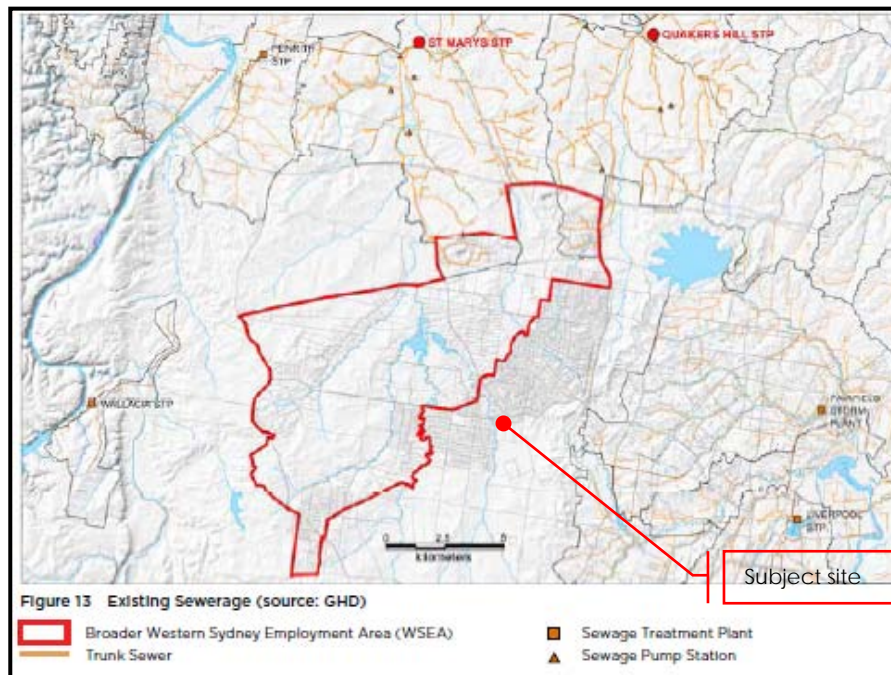 PENRITH
STP
ST MARYS STP
QUAKERS HILL STP
WALLACIA STP
FAIRFIELD
STORM
PLANT
LIVERPOOL
STP
0 2.5 5
kilometers
Subject site
Figure 13 Existing Sewerage (source: GHD)
Broader Western Sydney Employment Area (WSEA)
Sewage Treatment Plant
Trunk Sewer
Sewage Pump Station